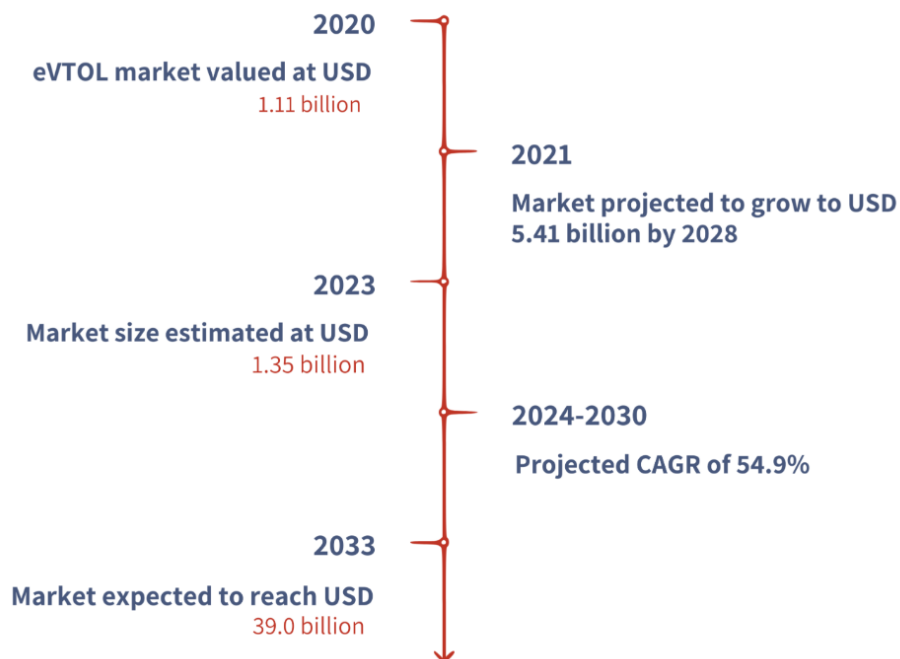 2020
eVTOL market valued at USD
1.11 billion
2021
Market projected to grow to USD
5.41 billion by 2028
2023
Market size estimated at USD
1.35 billion
2024-2030
Projected CAGR of 54.9%
2033
Market expected to reach USD
39.0 billion